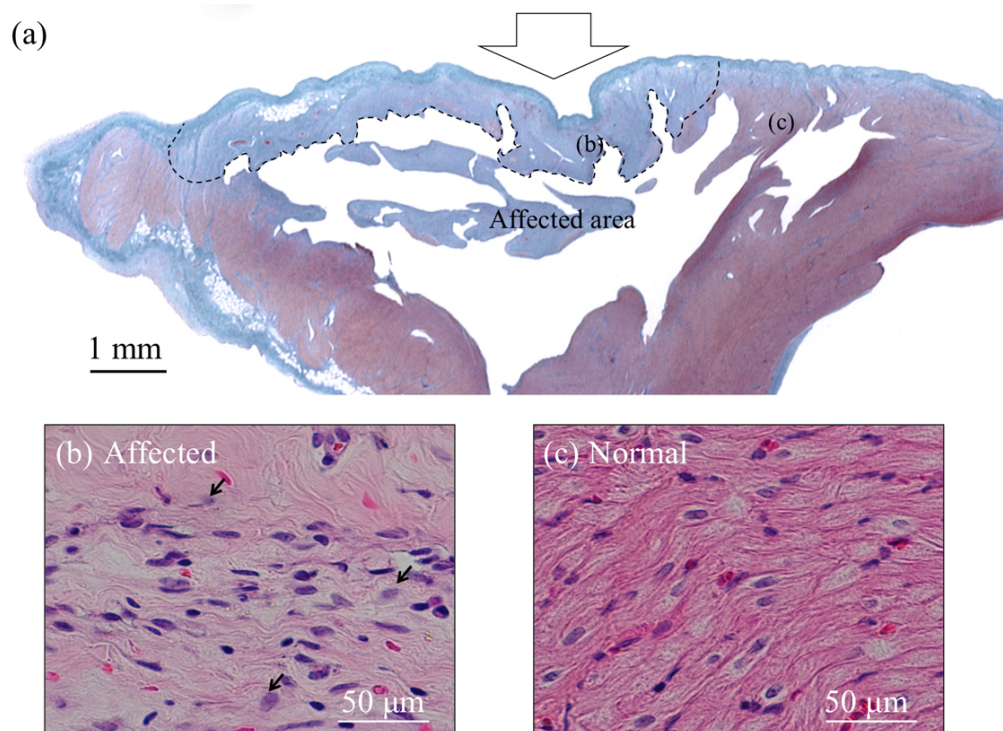 (a)
(c)
(b)
Affected area
1 mm
(b) Affected
(c) Normal
50 μm
50 μm